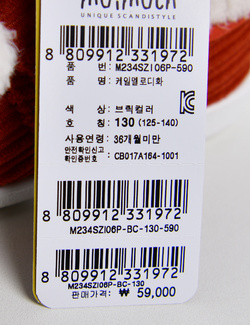 MOIMOLN
UNIQUE SCANDISTYLE
8 809912 331972
품 번: M234SZI06P-590
품 명: 케일멜로디화
색 상: 브릭컬러
호 칭: 130 (125-140)
사용연령: 36개월미만
안전확인신고
확인증번호: CB017A164-1001
8 809912 331972
M234SZI06P-BC-130-590
8 809912 331972
M234SZI06P-BC-130
판매가격: ₩ 59,000